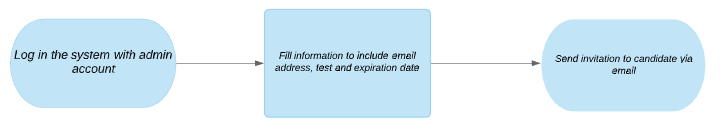 Log in the system with admin
account
Fill information to include email
address, test and expiration date
Send invitation to candidate via
email